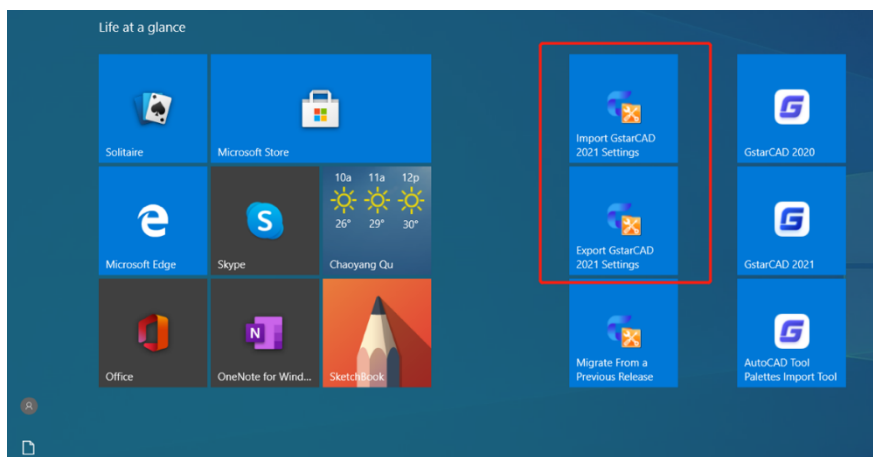 Life at a glance
Solitaire
Microsoft Store
Import GstarCAD
2021 Settings
GstarCAD 2020
Microsoft Edge
Skype
10a 11a 12p
26° 29° 30°
Chaoyang Qu
Export GstarCAD
2021 Settings
GstarCAD 2021
Office
N
OneNote for Wind...
SketchBook
Migrate From a
Previous Release
AutoCAD Tool
Palettes Import Tool